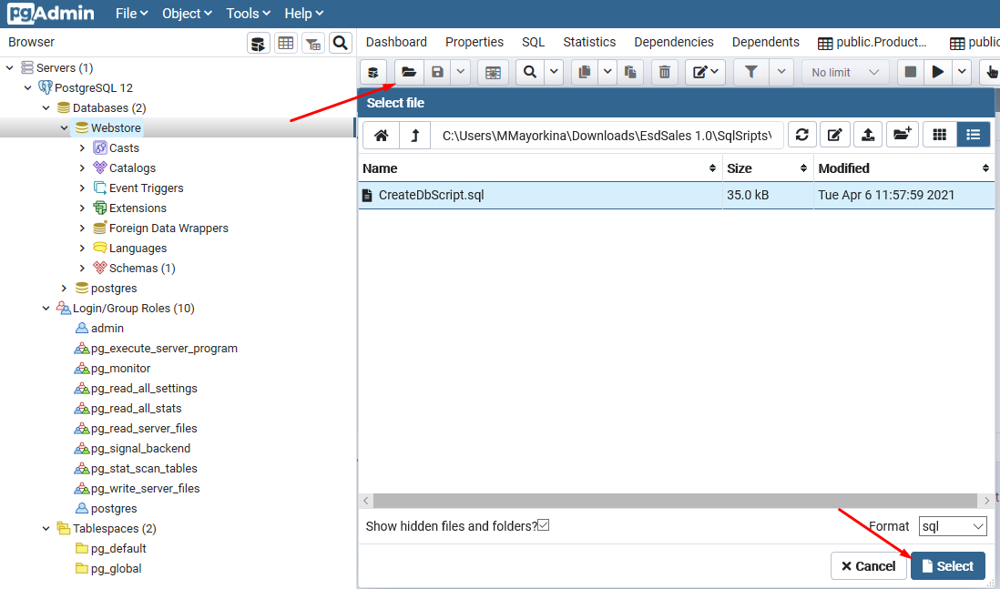 pgAdmin File Object Tools Help
Browser
Dashboard Properties SQL Statistics Dependencies Dependents public.Product... public
Servers (1)
PostgreSQL 12
Databases (2)
Webstore
Casts
Catalogs
Event Triggers
Extensions
Foreign Data Wrappers
Languages
Schemas (1)
postgres
Login/Group Roles (10)
admin
pg_execute_server_program
pg_monitor
pg_read_all_settings
pg_read_all_stats
pg_read_server_files
pg_signal_backend
pg_stat_scan_tables
pg_write_server_files
postgres
Tablespaces (2)
pg_default
pg_global
No limit
Select file
C:\Users\MMayorkina\Downloads\EsdSales 1.0\SqlSripts\
Name Size Modified
CreateDbScript.sql 35.0 kB Tue Apr 6 11:57:59 2021
Show hidden files and folders? Format sql
Cancel Select